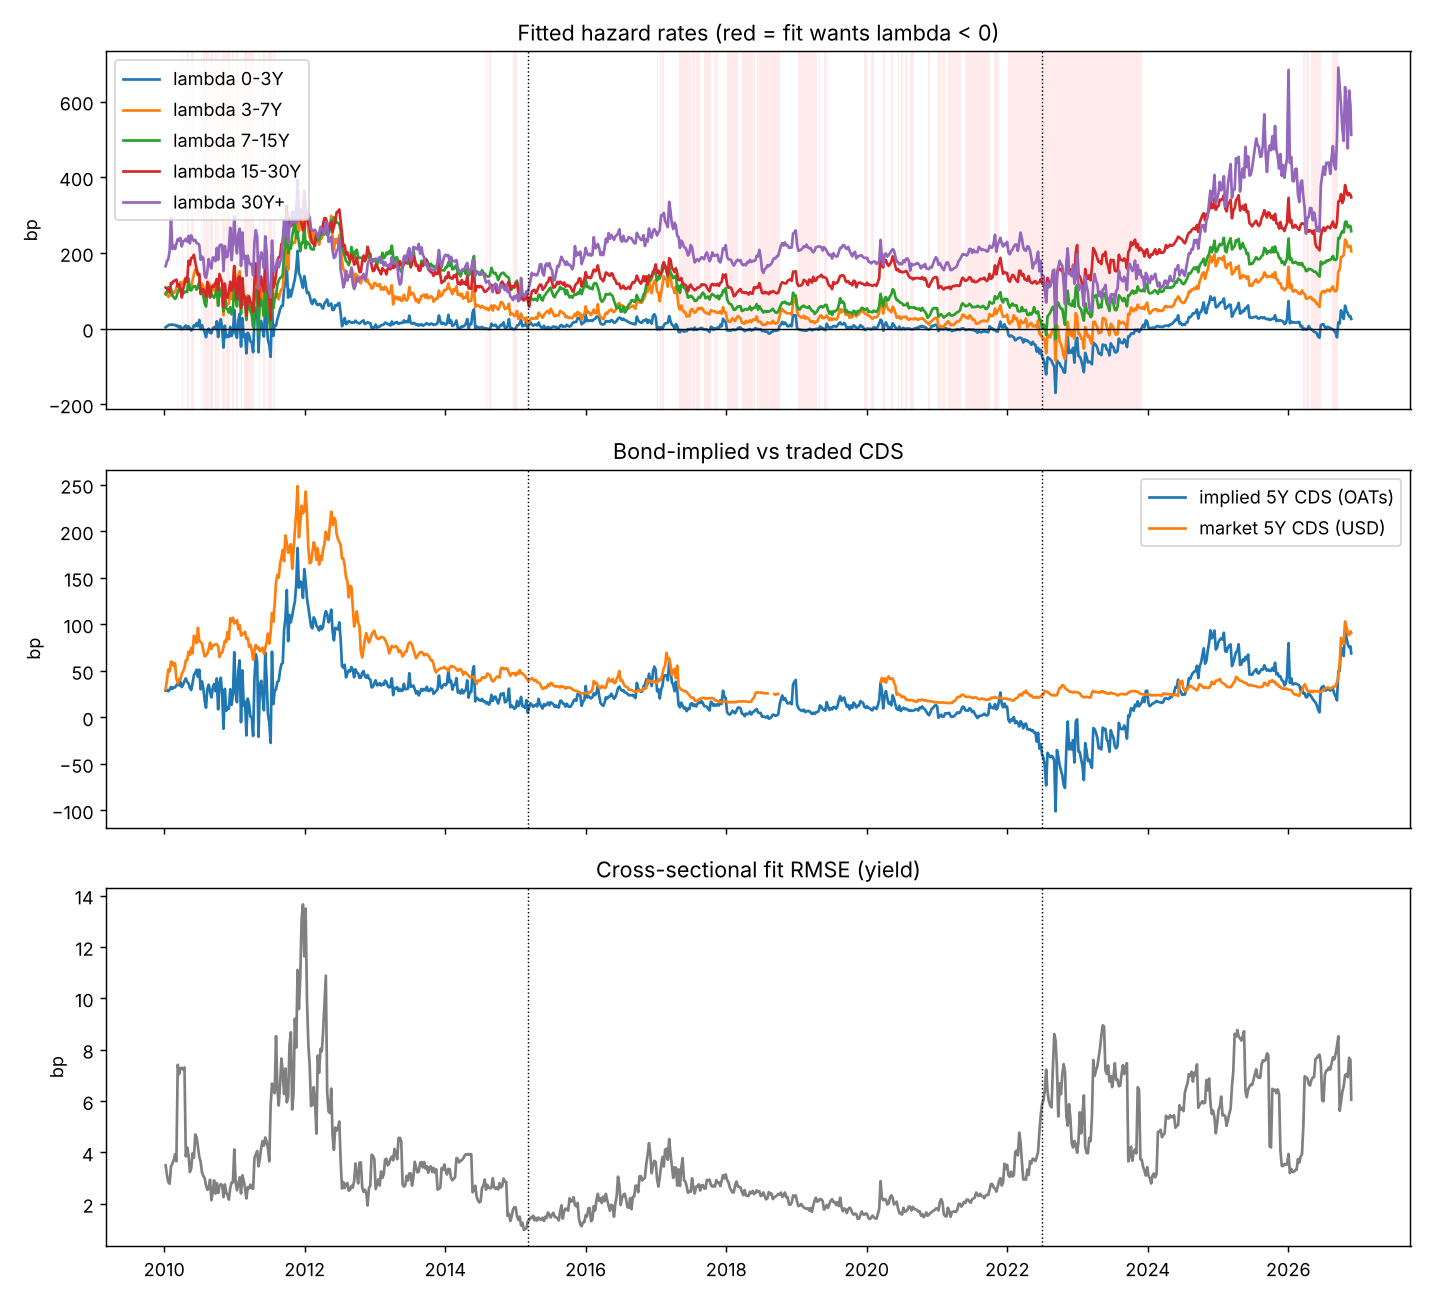 Fitted hazard rates (red = fit wants lambda < 0)
lambda 0-3Y
lambda 3-7Y
lambda 7-15Y
lambda 15-30Y
lambda 30Y+
600
400
200
0
−200
bp
Bond-implied vs traded CDS
implied 5Y CDS (OATs)
market 5Y CDS (USD)
250
200
150
100
50
0
−50
−100
bp
Cross-sectional fit RMSE (yield)
14
12
10
8
6
4
2
bp
2010 2012 2014 2016 2018 2020 2022 2024 2026